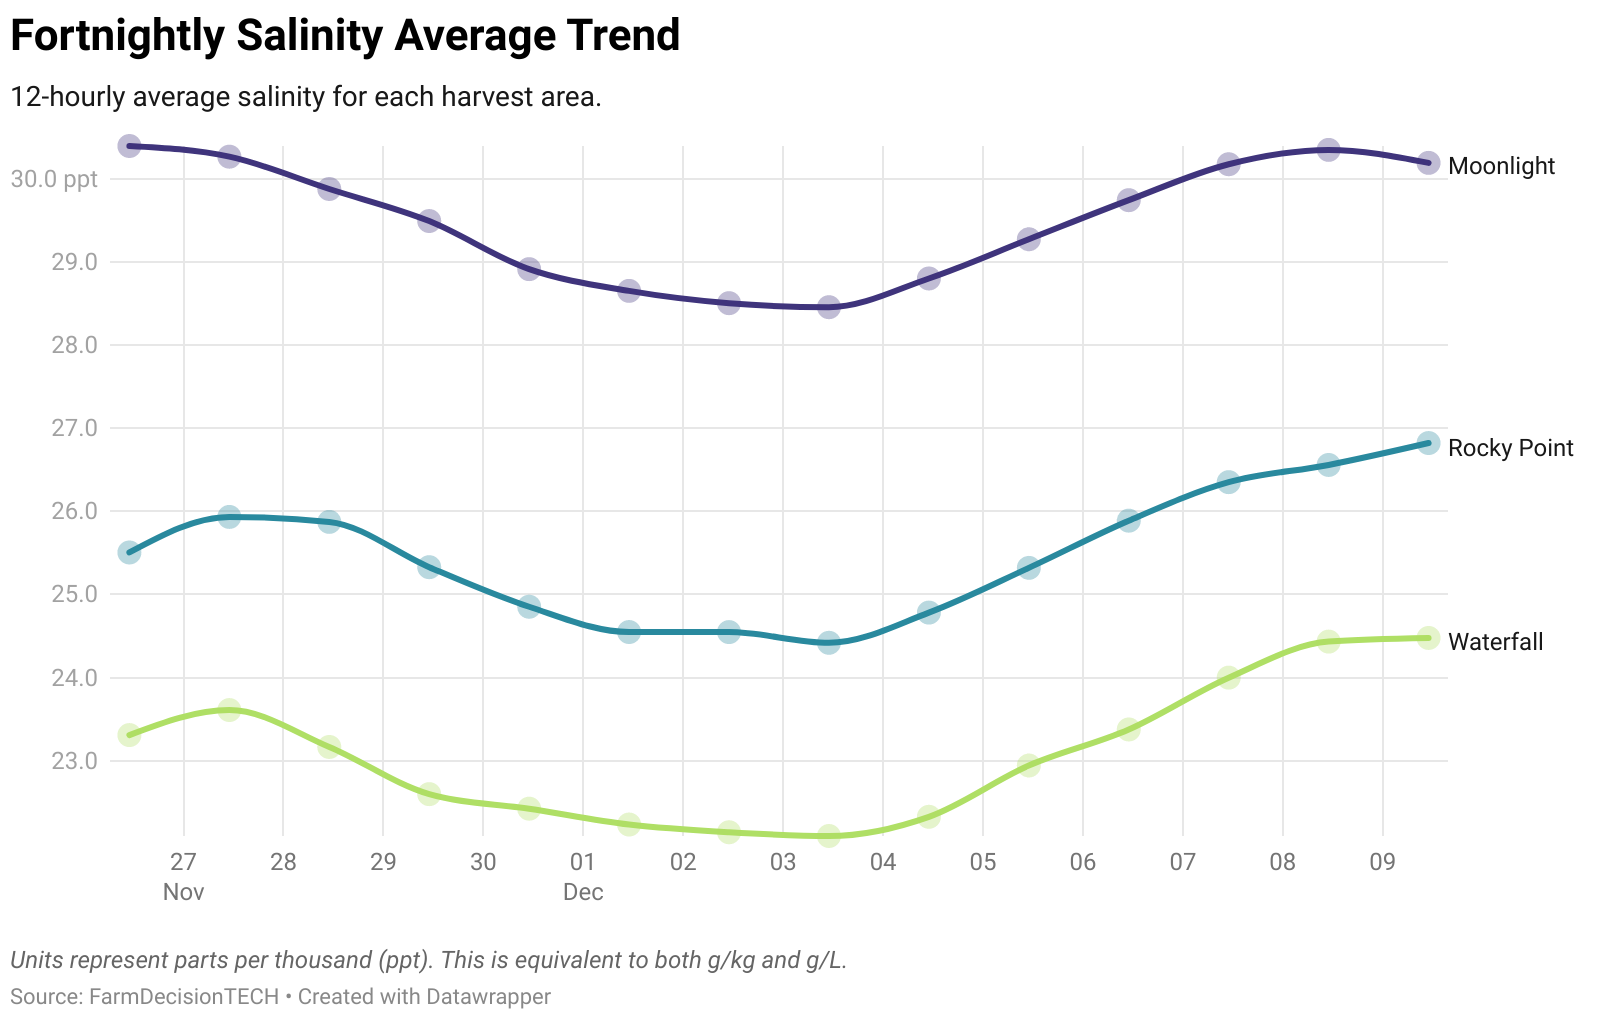 Fortnightly Salinity Average Trend
12-hourly average salinity for each harvest area.
30.0 ppt
29.0
28.0
27.0
26.0
25.0
24.0
23.0
Moonlight
Rocky Point
Waterfall
27 28 29 30 01 02 03 04 05 06 07 08 09
Nov Dec
Units represent parts per thousand (ppt). This is equivalent to both g/kg and g/L.
Source: FarmDecisionTECH • Created with Datawrapper